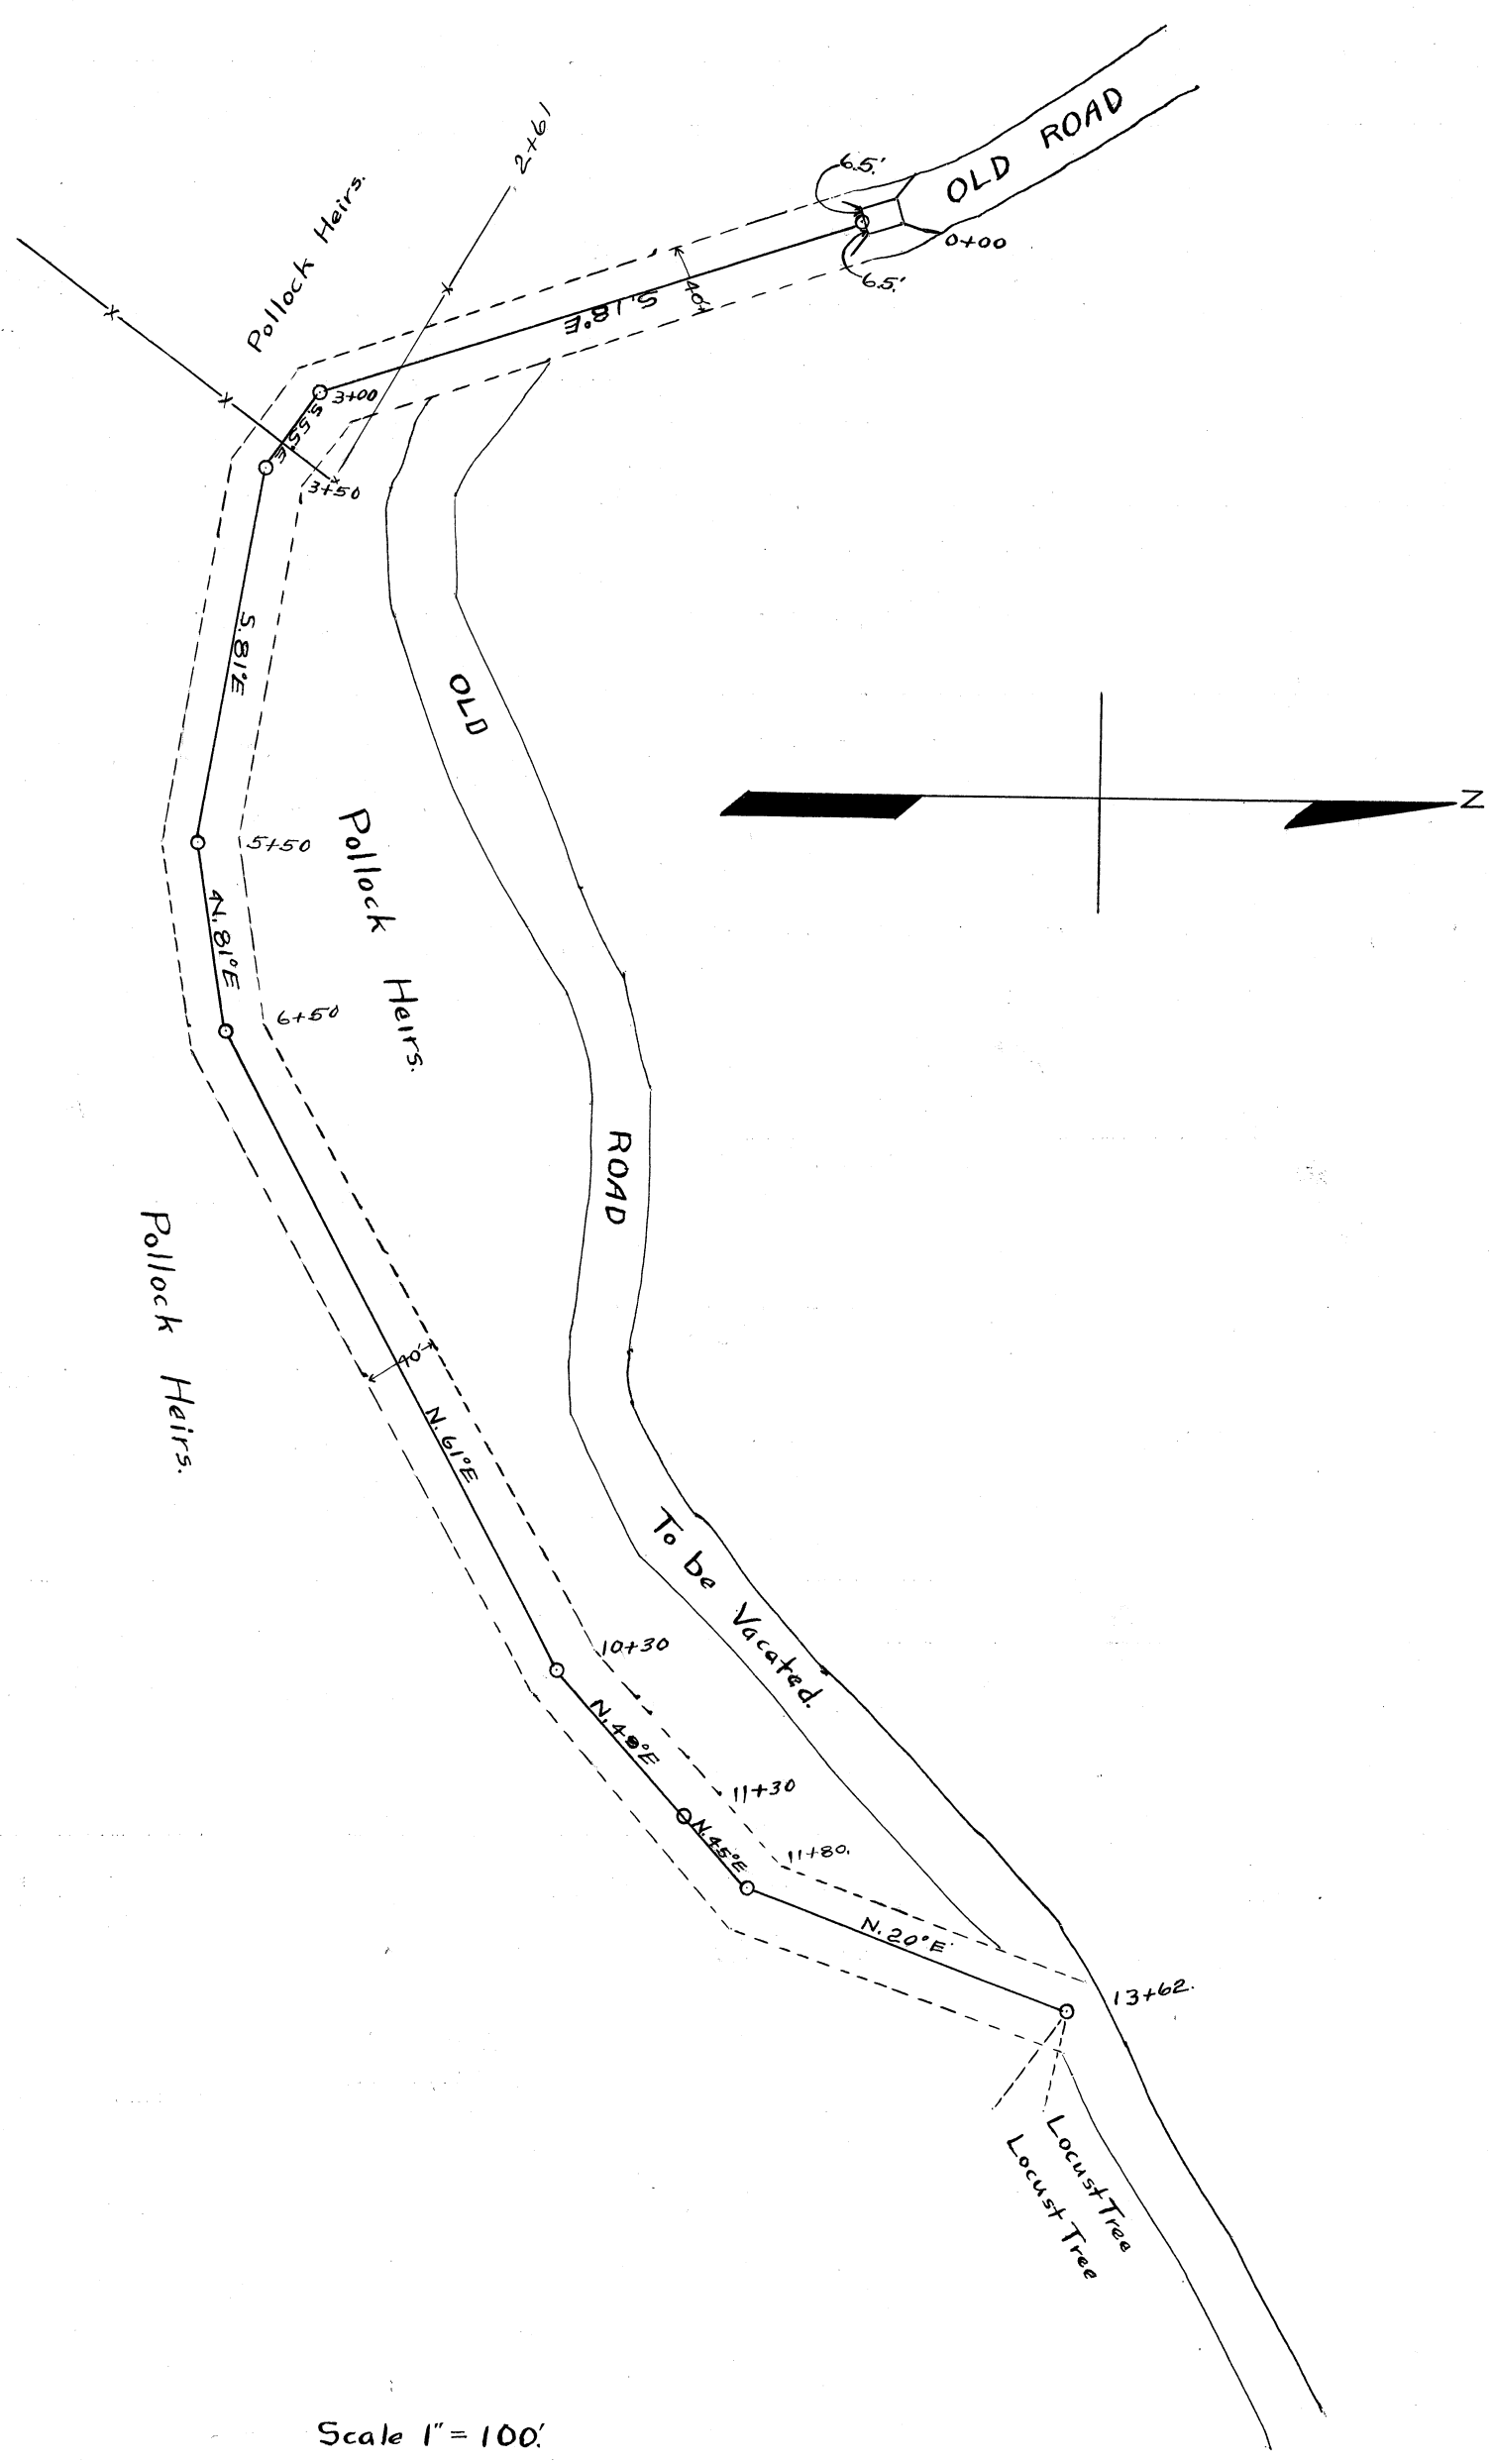 OLD ROAD
6.5.'
6.5.'
0+00
2+61
Pollock Heirs.
40'
S.18°E
3+00
S.55°E
3+50
S.81°E
OLD
Z
Pollock Heirs.
5+50
N.81°E
6+50
ROAD
Pollock Heirs.
40'
N.61°E
To be Vacated.
10+30
11+30
N.45°E
11+80.
N.20°E
13+62.
Locust Tree
Locust Tree
Scale 1" = 100.'